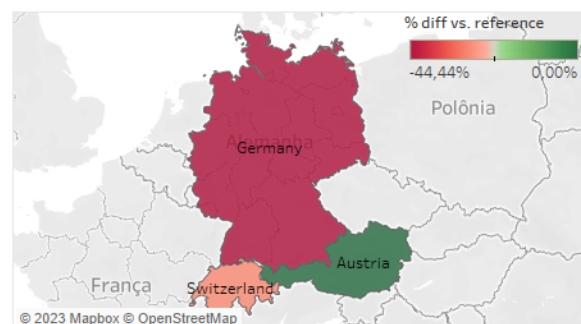 % diff vs. reference
-44,44% 0,00%
Polônia
Alemanha
Germany
Austria
França
Switzerland
© 2023 Mapbox © OpenStreetMap